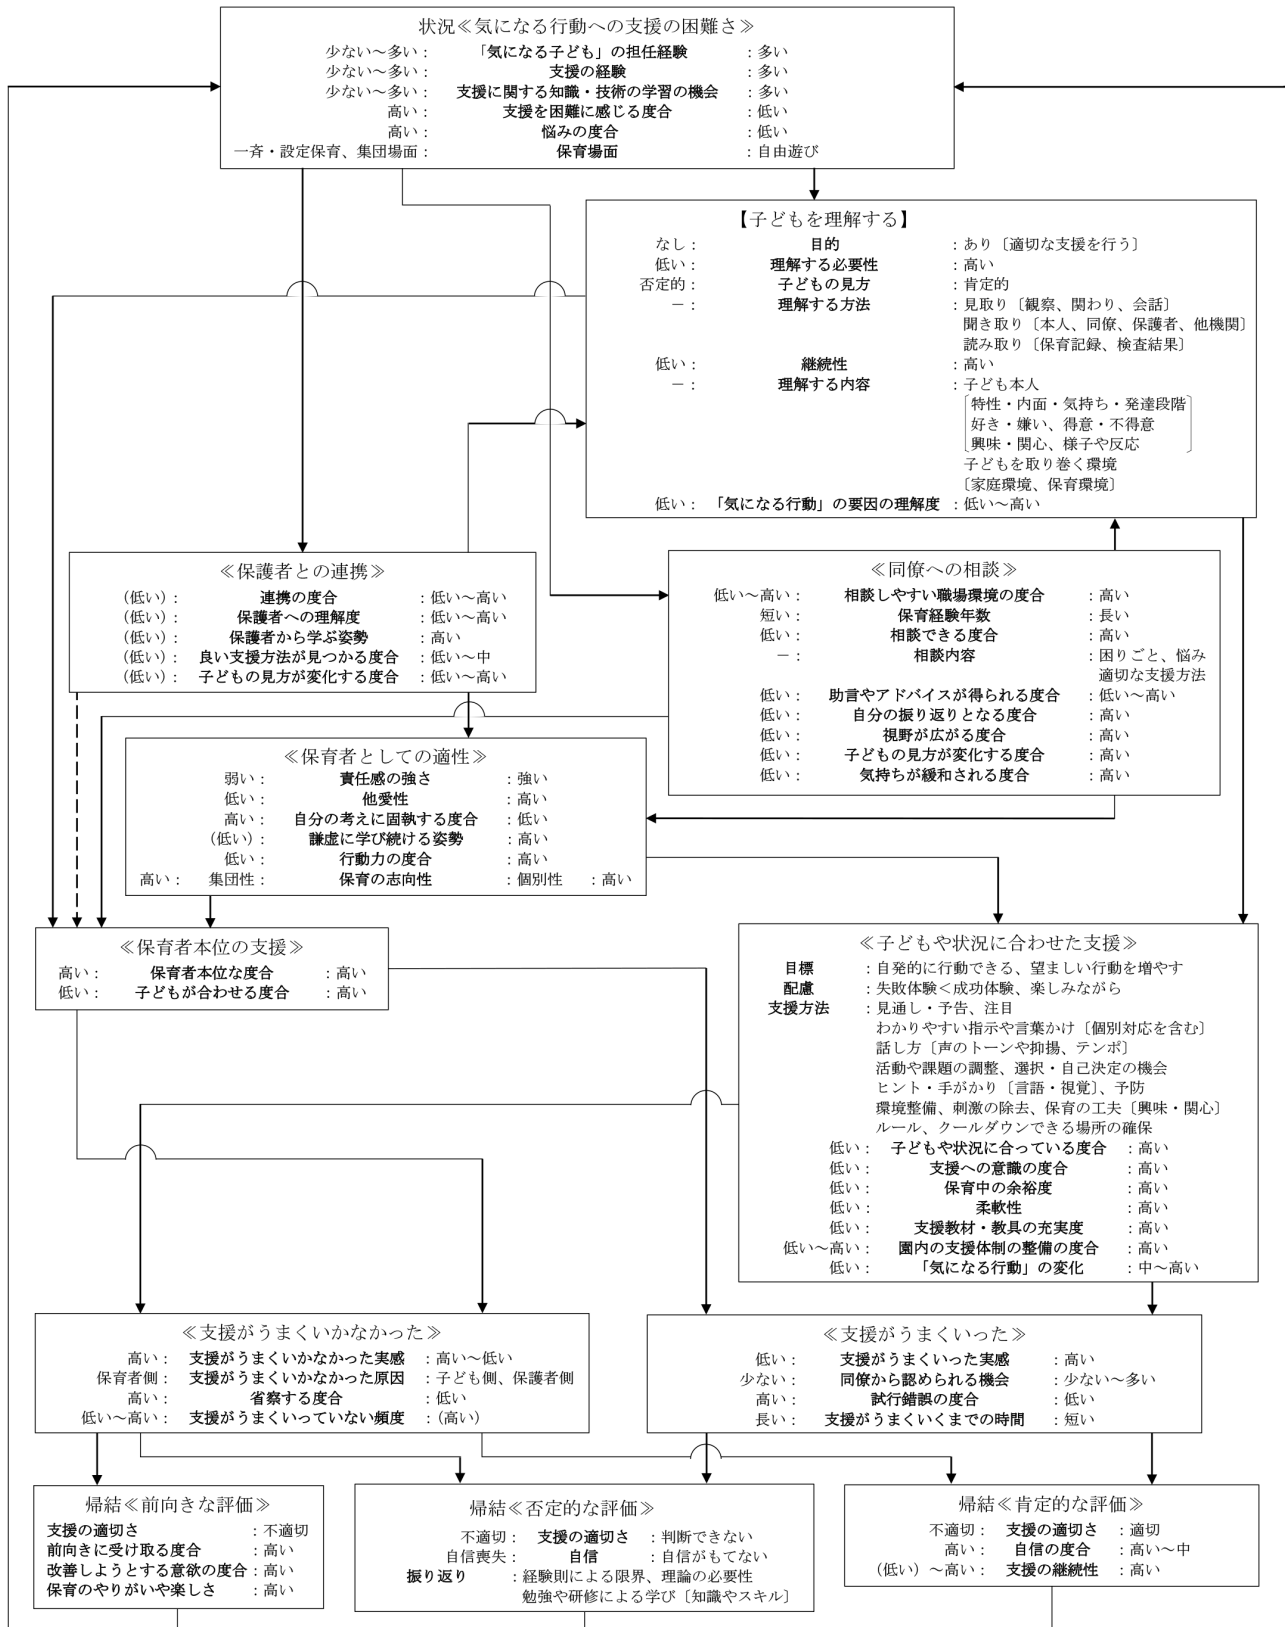 状況≪気になる行動への支援の困難さ≫
少ない～多い： 「気になる子ども」の担任経験 ：多い
少ない～多い： 支援の経験 ：多い
少ない～多い： 支援に関する知識・技術の学習の機会 ：多い
高い： 支援を困難に感じる度合 ：低い
高い： 悩みの度合 ：低い
一斉・設定保育、集団場面： 保育場面 ：自由遊び
【子どもを理解する】
なし： 目的 ：あり〔適切な支援を行う〕
低い： 理解する必要性 ：高い
否定的： 子どもの見方 ：肯定的
－： 理解する方法 ：見取り〔観察、関わり、会話〕
聞き取り〔本人、同僚、保護者、他機関〕
読み取り〔保育記録、検査結果〕
低い： 継続性 ：高い
－： 理解する内容 ：子ども本人
特性・内面・気持ち・発達段階
好き・嫌い、得意・不得意
興味・関心、様子や反応
子どもを取り巻く環境
〔家庭環境、保育環境〕
低い： 「気になる行動」の要因の理解度 ：低い～高い
≪保護者との連携≫
(低い)： 連携の度合 ：低い～高い
(低い)： 保護者への理解度 ：低い～高い
(低い)： 保護者から学ぶ姿勢 ：高い
(低い)： 良い支援方法が見つかる度合 ：低い～中
(低い)： 子どもの見方が変化する度合 ：低い～高い
≪同僚への相談≫
低い～高い： 相談しやすい職場環境の度合 ：高い
短い： 保育経験年数 ：長い
低い： 相談できる度合 ：高い
－： 相談内容 ：困りごと、悩み
適切な支援方法
低い： 助言やアドバイスが得られる度合 ：低い～高い
低い： 自分の振り返りとなる度合 ：高い
低い： 視野が広がる度合 ：高い
低い： 子どもの見方が変化する度合 ：高い
低い： 気持ちが緩和される度合 ：高い
≪保育者としての適性≫
弱い： 責任感の強さ ：強い
低い： 他愛性 ：高い
高い： 自分の考えに固執する度合 ：低い
(低い)： 謙虚に学び続ける姿勢 ：高い
低い： 行動力の度合 ：高い
高い： 集団性： 保育の志向性 ：個別性 ：高い
≪保育者本位の支援≫
高い： 保育者本位な度合 ：高い
低い： 子どもが合わせる度合 ：高い
≪子どもや状況に合わせた支援≫
目標 ：自発的に行動できる、望ましい行動を増やす
配慮 ：失敗体験＜成功体験、楽しみながら
支援方法 ：見通し・予告、注目
わかりやすい指示や言葉かけ〔個別対応を含む〕
話し方〔声のトーンや抑揚、テンポ〕
活動や課題の調整、選択・自己決定の機会
ヒント・手がかり〔言語・視覚〕、予防
環境整備、刺激の除去、保育の工夫〔興味・関心〕
ルール、クールダウンできる場所の確保
低い： 子どもや状況に合っている度合 ：高い
低い： 支援への意識の度合 ：高い
低い： 保育中の余裕度 ：高い
低い： 柔軟性 ：高い
低い： 支援教材・教具の充実度 ：高い
低い～高い： 園内の支援体制の整備の度合 ：高い
低い： 「気になる行動」の変化 ：中～高い
≪支援がうまくいかなかった≫
高い： 支援がうまくいかなかった実感 ：高い～低い
保育者側： 支援がうまくいかなかった原因 ：子ども側、保護者側
高い： 省察する度合 ：低い
低い～高い： 支援がうまくいっていない頻度 ：(高い)
≪支援がうまくいった≫
低い： 支援がうまくいった実感 ：高い
少ない： 同僚から認められる機会 ：少ない～多い
高い： 試行錯誤の度合 ：低い
長い： 支援がうまくいくまでの時間 ：短い
帰結≪前向きな評価≫
支援の適切さ ：不適切
前向きに受け取る度合 ：高い
改善しようとする意欲の度合：高い
保育のやりがいや楽しさ ：高い
帰結≪否定的な評価≫
不適切： 支援の適切さ ：判断できない
自信喪失： 自信 ：自信がもてない
振り返り ：経験則による限界、理論の必要性
勉強や研修による学び〔知識やスキル〕
帰結≪肯定的な評価≫
不適切： 支援の適切さ ：適切
高い： 自信の度合 ：高い～中
(低い) ～高い： 支援の継続性 ：高い